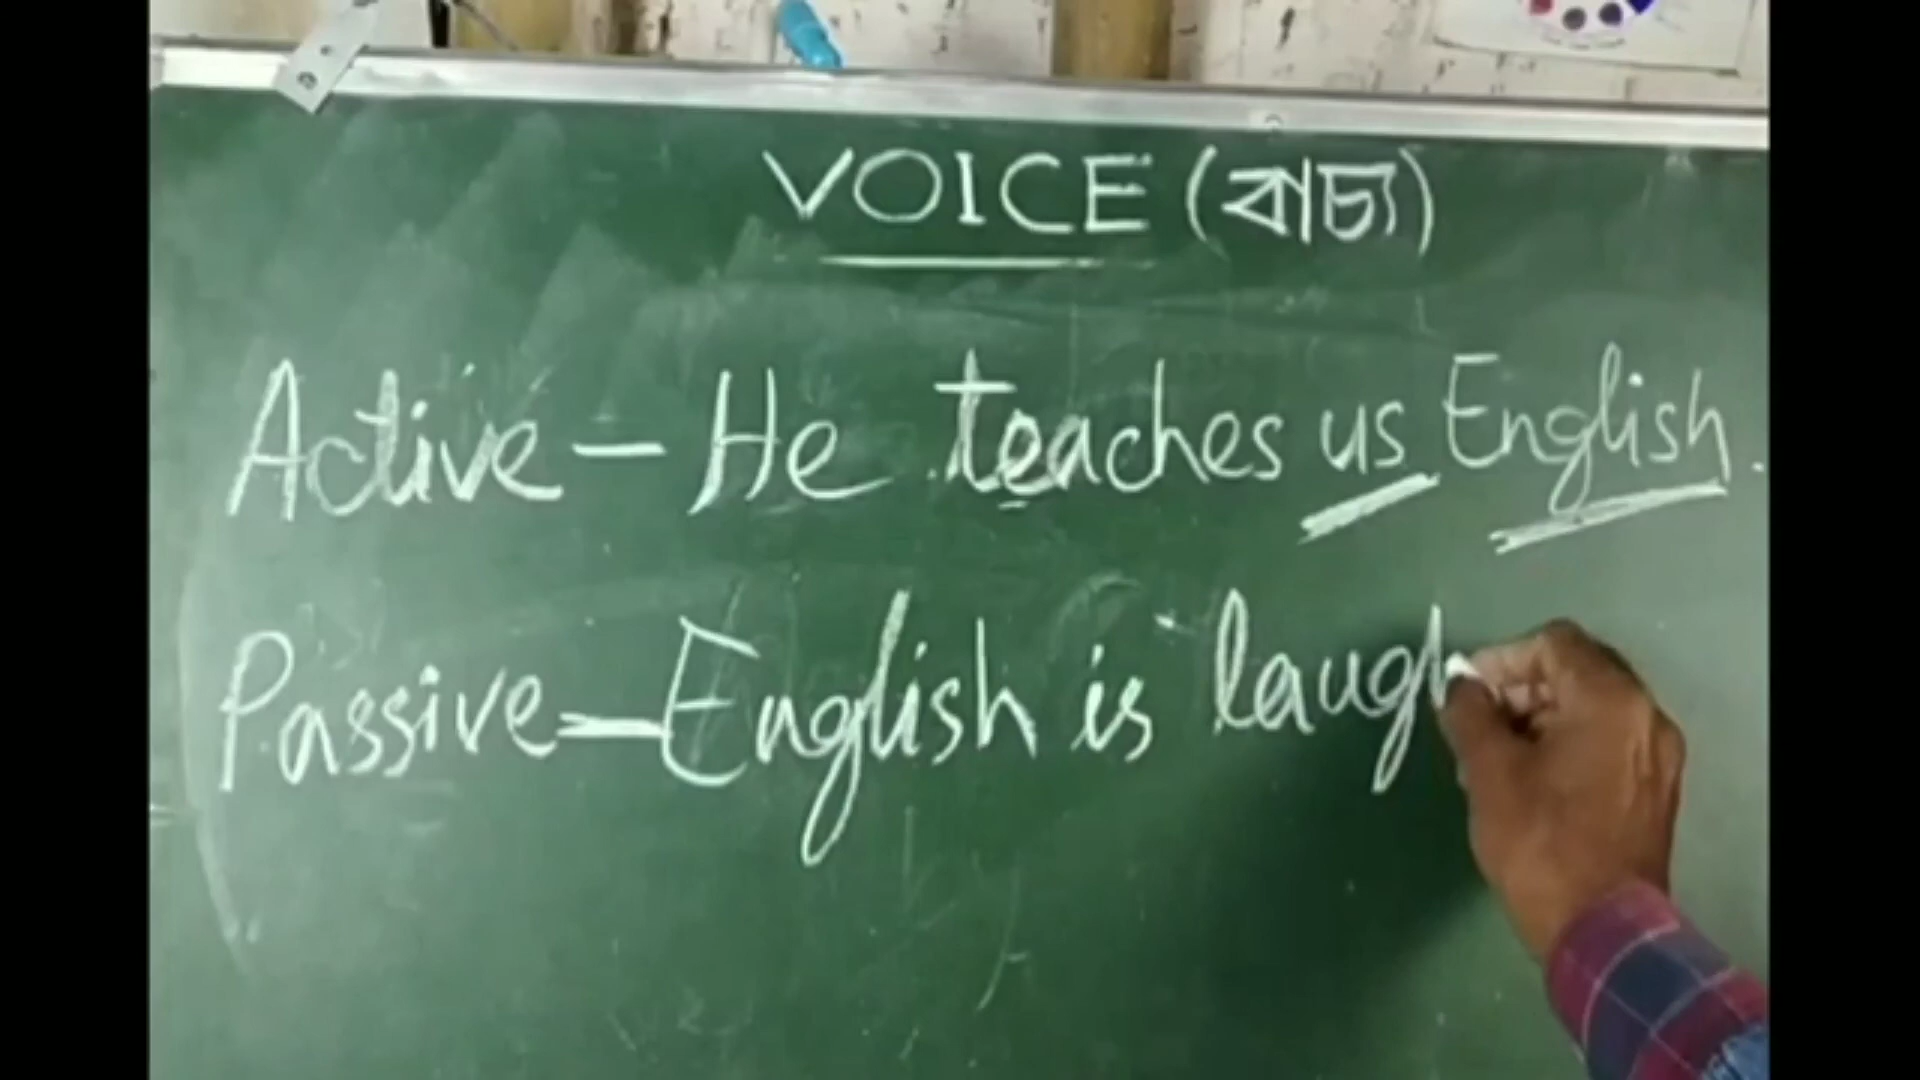 VOICE (বাচ্য)
Active - He teaches us English.
Passive - English is laugh